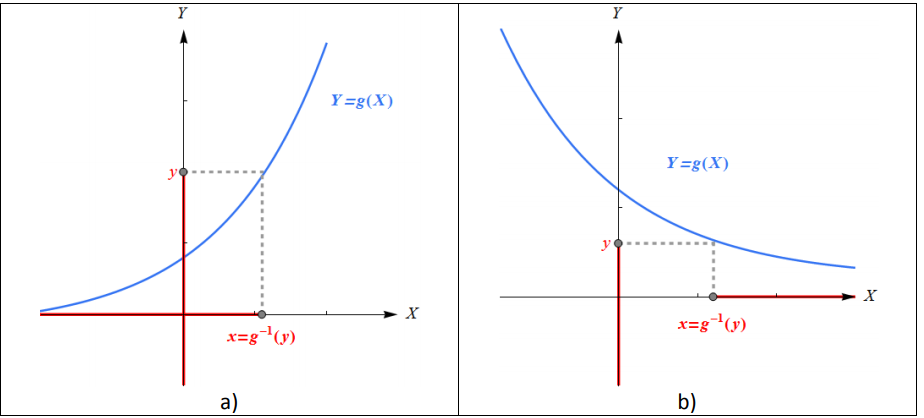 Y
Y=g(X)
y
X
x=g⁻¹(y)
a)
Y
Y=g(X)
y
X
x=g⁻¹(y)
b)